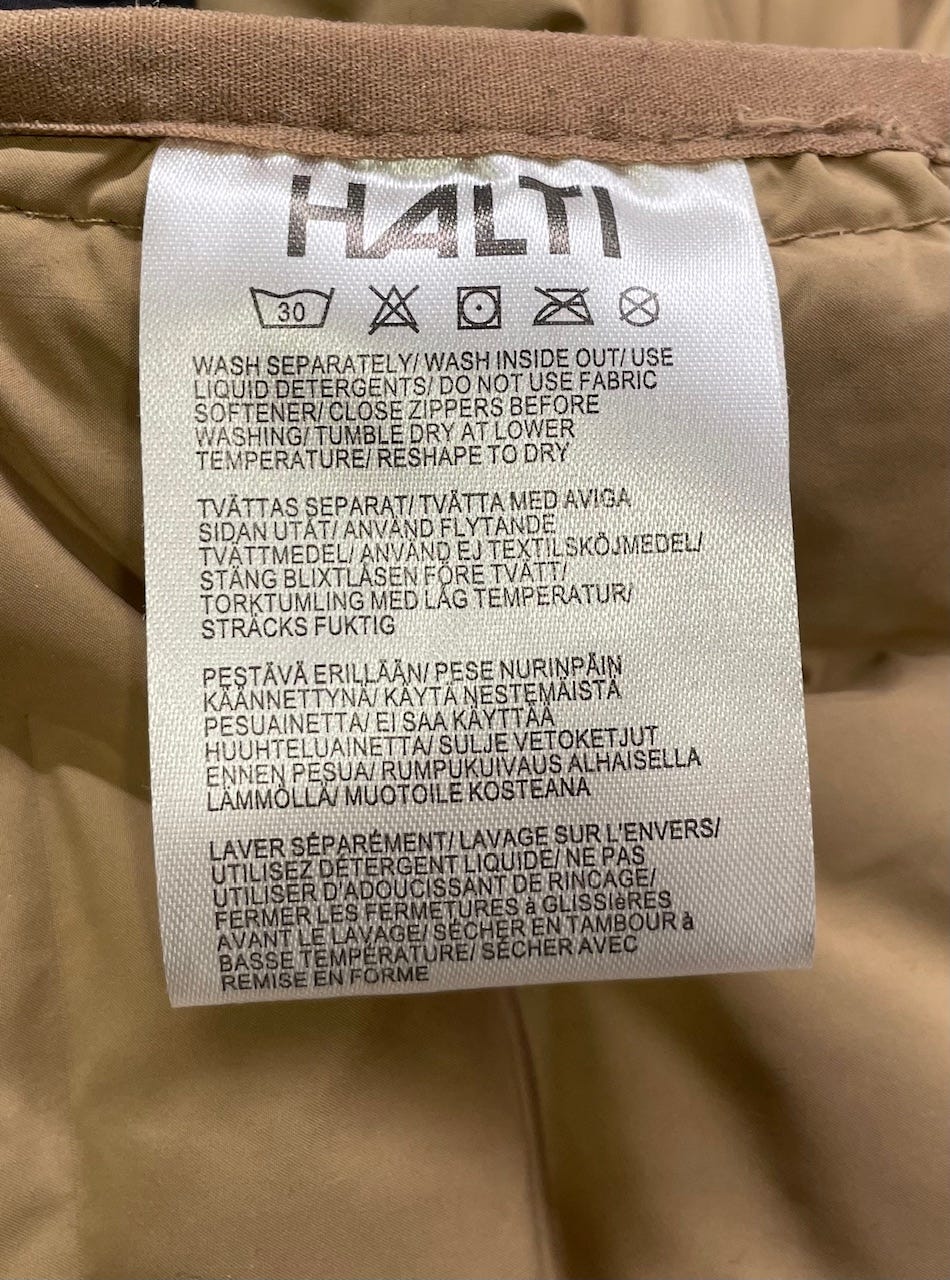 HALTI
30
WASH SEPARATELY/ WASH INSIDE OUT/ USE
LIQUID DETERGENTS/ DO NOT USE FABRIC
SOFTENER/ CLOSE ZIPPERS BEFORE
WASHING/ TUMBLE DRY AT LOWER
TEMPERATURE/ RESHAPE TO DRY
TVÄTTAS SEPARAT/ TVÄTTA MED AVIGA
SIDAN UTÅT/ ANVÄND FLYTANDE
TVÄTTMEDEL/ ANVÄND EJ TEXTILSKÖJMEDEL/
STÄNG BLIXTLÅSEN FÖRE TVÄTT/
TORKTUMLING MED LÅG TEMPERATUR/
STRÄCKS FUKTIG
PESTÄVÄ ERILLÄÄN/ PESE NURINPÄIN
KÄÄNNETTYNÄ/ KÄYTÄ NESTEMÄISTÄ
PESUAINETTA/ EI SAA KÄYTTÄÄ
HUUHTELUAINETTA/ SULJE VETOKETJUT
ENNEN PESUA/ RUMPUKUIVAUS ALHAISELLA
LÄMMÖLLÄ/ MUOTOILE KOSTEANA
LAVER SÉPARÉMENT/ LAVAGE SUR L'ENVERS/
UTILISEZ DÉTERGENT LIQUIDE/ NE PAS
UTILISER D'ADOUCISSANT DE RINCAGE/
FERMER LES FERMETURES à GLISSIèRES
AVANT LE LAVAGE/ SÉCHER EN TAMBOUR à
BASSE TEMPÉRATURE/ SÉCHER AVEC
REMISE EN FORME